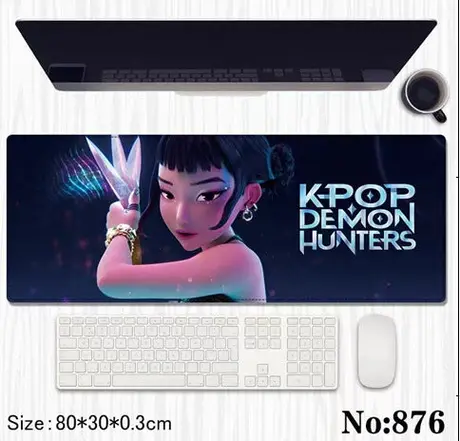 K-POP
DEMON
HUNTERS
Size:80*30*0.3cm
No:876